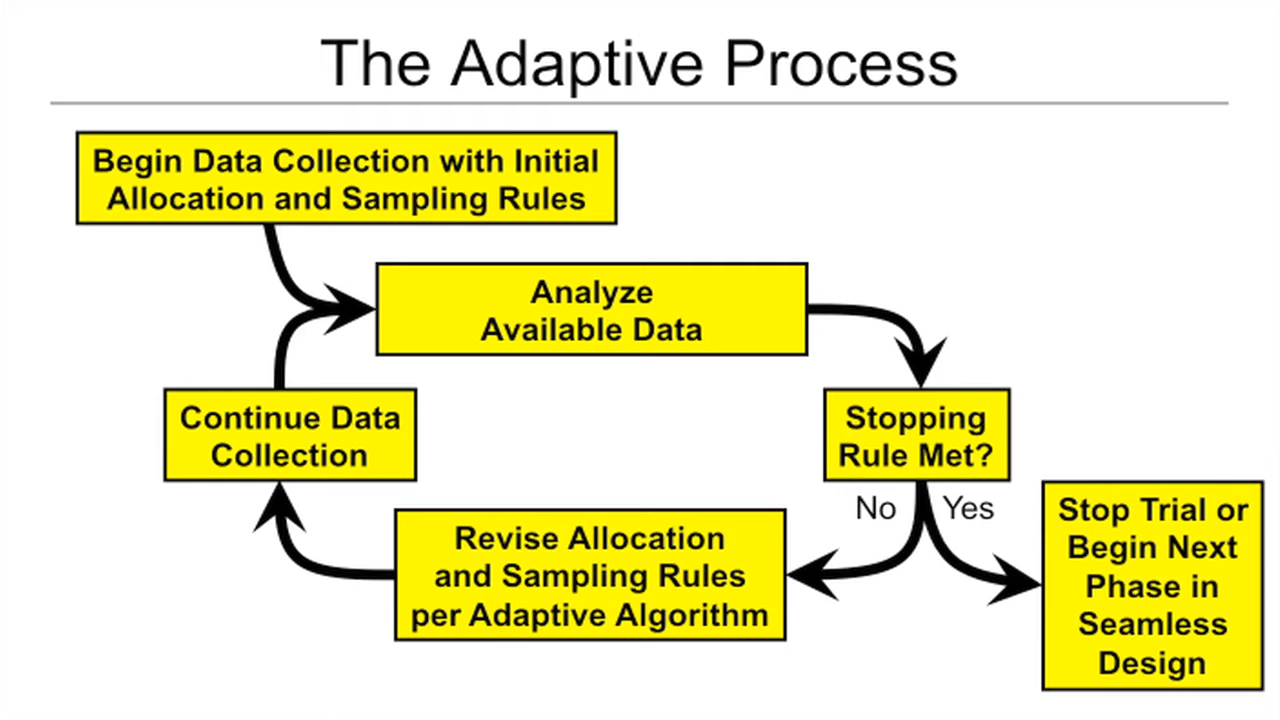 The Adaptive Process
Begin Data Collection with Initial
Allocation and Sampling Rules
Analyze
Available Data
Continue Data
Collection
Stopping
Rule Met?
No
Yes
Revise Allocation
and Sampling Rules
per Adaptive Algorithm
Stop Trial or
Begin Next
Phase in
Seamless
Design